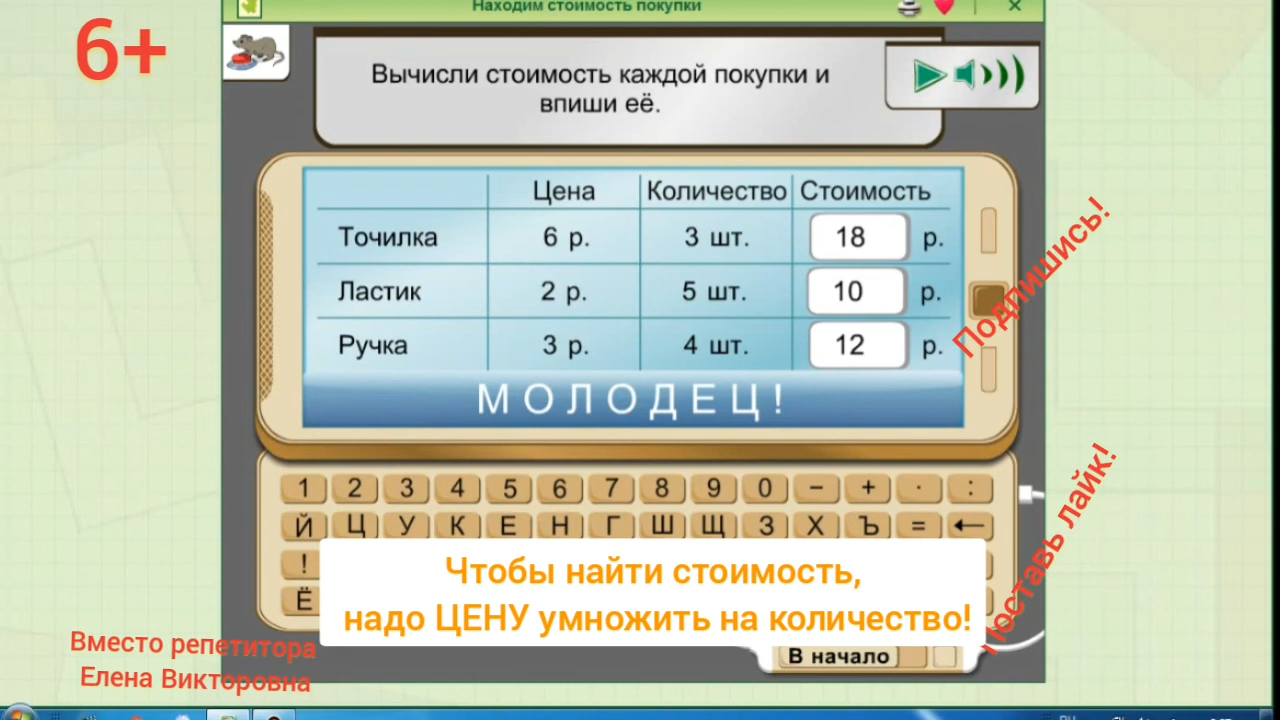 Находим стоимость покупки
6+
Вычисли стоимость каждой покупки и
впиши её.
Цена Количество Стоимость
Точилка 6 р. 3 шт. 18 р.
Ластик 2 р. 5 шт. 10 р.
Ручка 3 р. 4 шт. 12 р.
МОЛОДЕЦ!
Подпишись!
1 2 3 4 5 6 7 8 9 0 − + · :
Й Ц У К Е Н Г Ш Щ З Х Ъ = ←
!
Ё
Чтобы найти стоимость,
надо ЦЕНУ умножить на количество!
Поставь лайк!
В начало
Вместо репетитора
Елена Викторовна